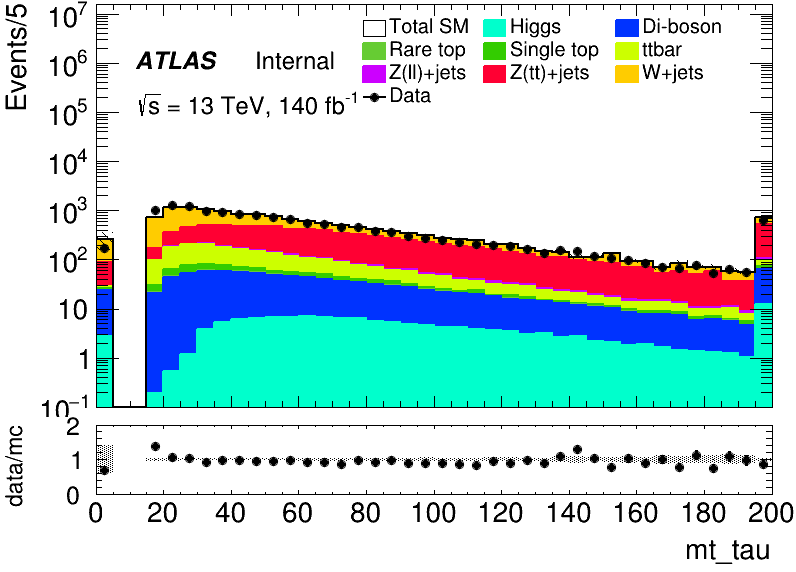 Events/5
10⁷
10⁶
10⁵
10⁴
10³
10²
10
1
10⁻¹
ATLAS Internal
√s = 13 TeV, 140 fb⁻¹
Total SM Higgs Di-boson
Rare top Single top ttbar
Z(ll)+jets Z(tt)+jets W+jets
Data
data/mc
2
1
0
0 20 40 60 80 100 120 140 160 180 200
mt_tau